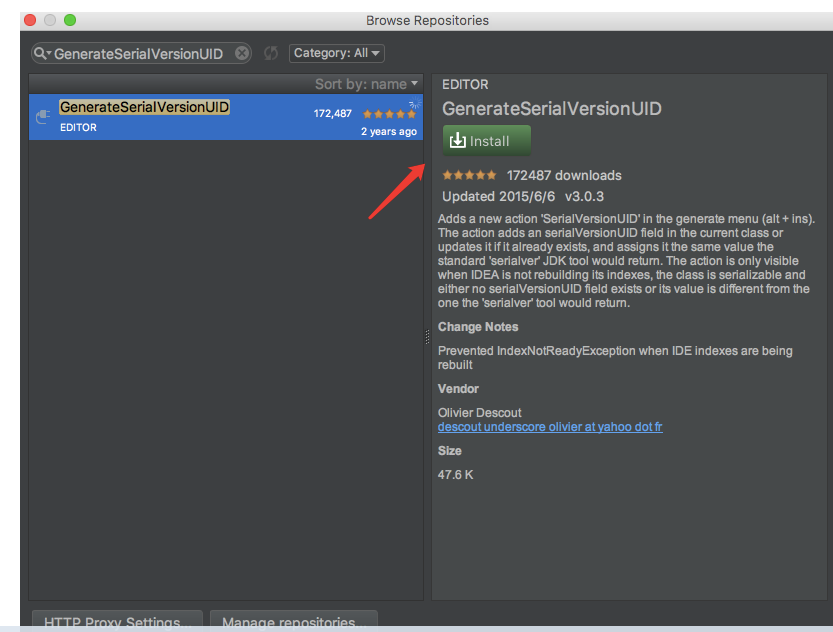 Browse Repositories
GenerateSerialVersionUID
Category: All
Sort by: name
GenerateSerialVersionUID
172,487
EDITOR
2 years ago
EDITOR
GenerateSerialVersionUID
Install
172487 downloads
Updated 2015/6/6 v3.0.3
Adds a new action 'SerialVersionUID' in the generate menu (alt + ins).
The action adds an serialVersionUID field in the current class or
updates it if it already exists, and assigns it the same value the
standard 'serialver' JDK tool would return. The action is only visible
when IDEA is not rebuilding its indexes, the class is serializable and
either no serialVersionUID field exists or its value is different from the
one the 'serialver' tool would return.
Change Notes
Prevented IndexNotReadyException when IDE indexes are being
rebuilt
Vendor
Olivier Descout
descout underscore olivier at yahoo dot fr
Size
47.6 K
HTTP Proxy Settings...
Manage repositories...